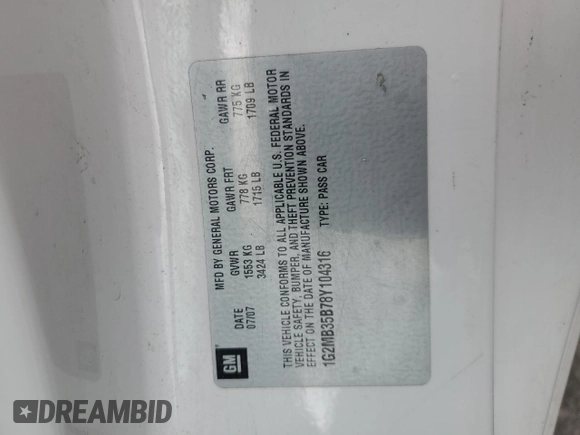 MFD BY GENERAL MOTORS CORP.
DATE GVWR GAWR FRT GAWR RR
07/07 1553 KG 778 KG 775 KG
3424 LB 1715 LB 1709 LB
THIS VEHICLE CONFORMS TO ALL APPLICABLE U.S. FEDERAL MOTOR
VEHICLE SAFETY, BUMPER, AND THEFT PREVENTION STANDARDS IN
EFFECT ON THE DATE OF MANUFACTURE SHOWN ABOVE.
1G2MB35B78Y104316 TYPE: PASS CAR
GM
DREAMBID